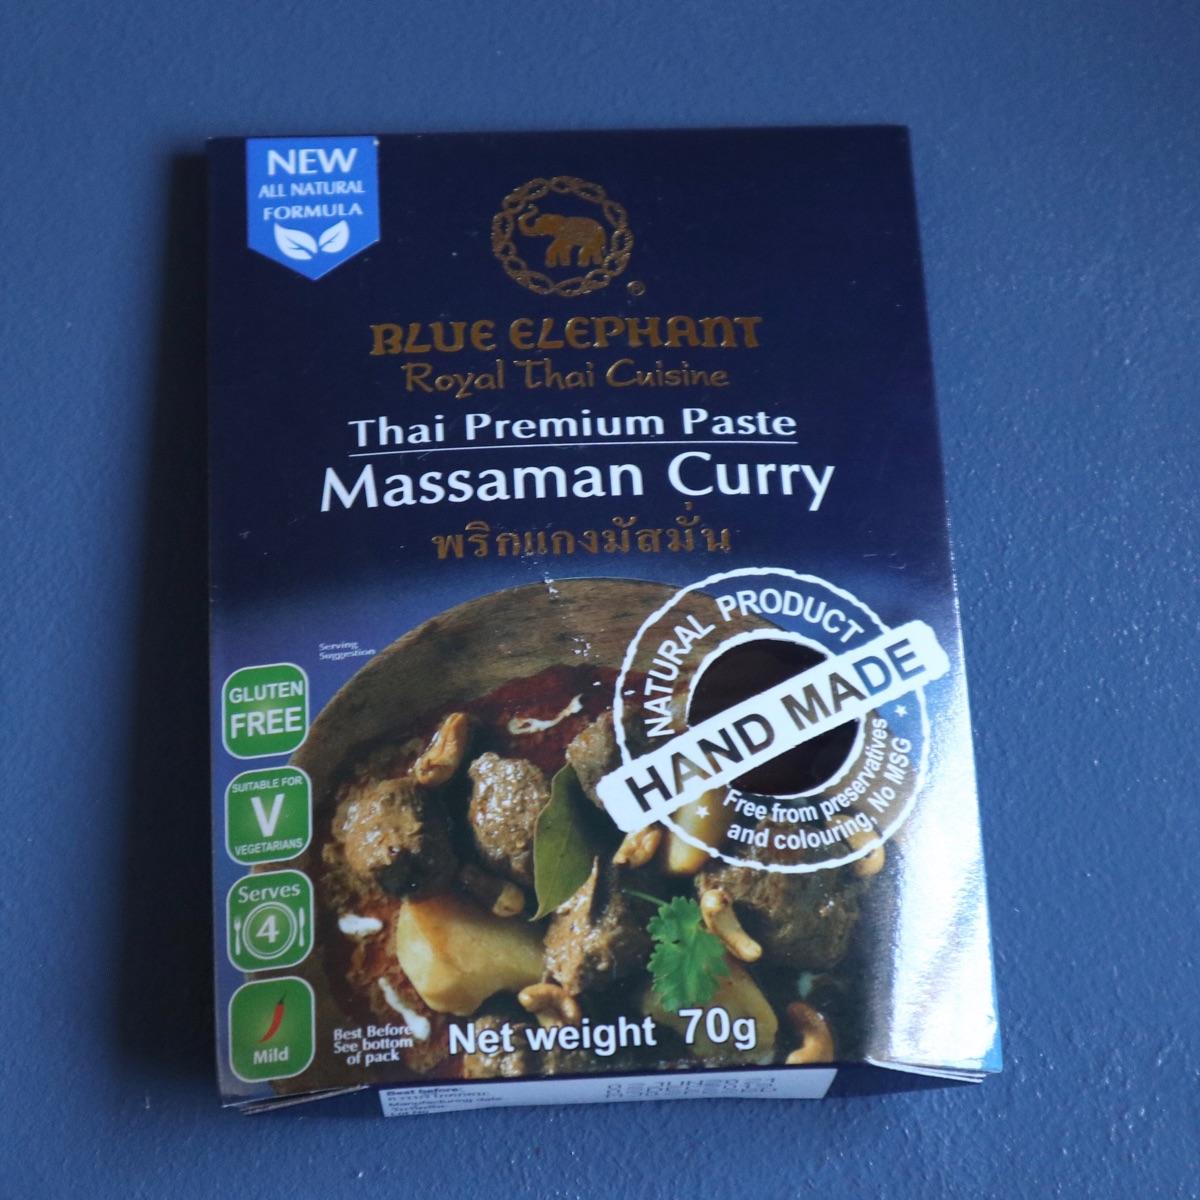 NEW
ALL NATURAL
FORMULA
®
BLUE ELEPHANT
Royal Thai Cuisine
Thai Premium Paste
Massaman Curry
พริกแกงมัสมั่น
NATURAL PRODUCT
HAND MADE
Free from preservatives
and colouring, No MSG
Serving
Suggestion
GLUTEN
FREE
SUITABLE FOR
V
VEGETARIANS
Serves
4
Mild
Best Before
See bottom
of pack
Net weight 70g
Best before:
Manufacturing date